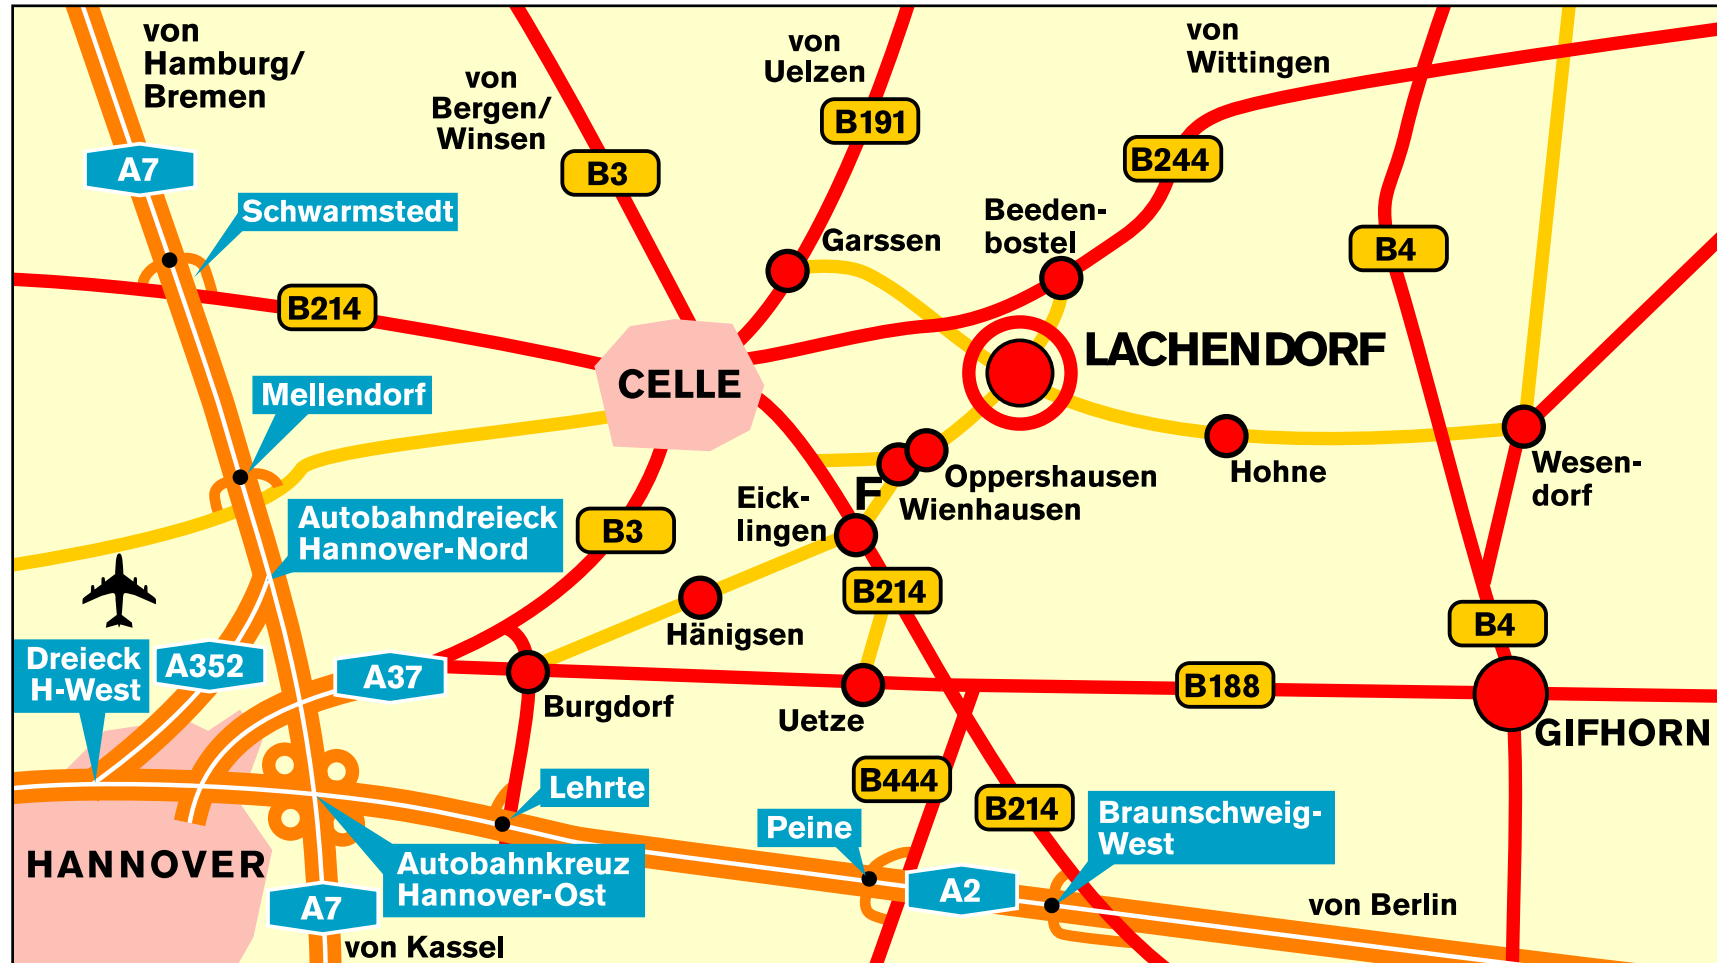 von
Hamburg/
Bremen
von
Bergen/
Winsen
von
Uelzen
von
Wittingen
B191
B244
A7
B3
Schwarmstedt
Garssen
Beeden-
bostel
B4
B214
LACHENDORF
CELLE
Mellendorf
Hohne
Wesen-
dorf
Oppershausen
Wienhausen
F
Eick-
lingen
Autobahndreieck
Hannover-Nord
B3
B214
Hänigsen
B4
Dreieck
H-West
A352
A37
B188
Burgdorf
Uetze
GIFHORN
Lehrte
B444
B214
Peine
Braunschweig-
West
HANNOVER
Autobahnkreuz
Hannover-Ost
A7
A2
von Berlin
von Kassel